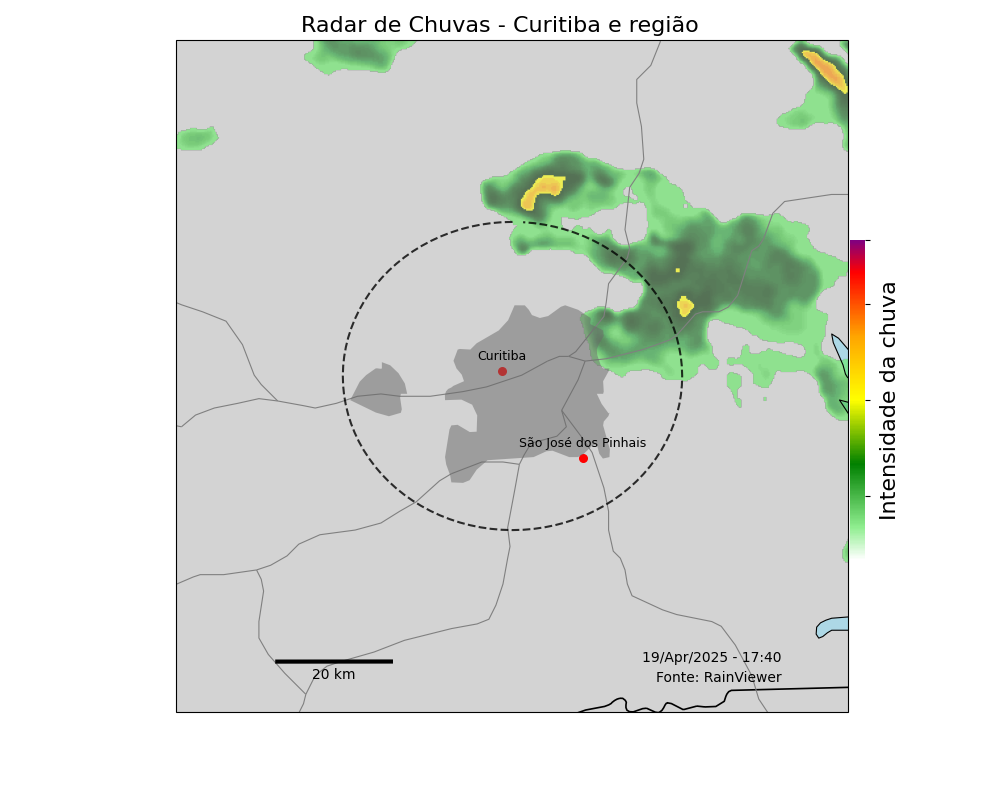 Radar de Chuvas - Curitiba e região
Curitiba
São José dos Pinhais
Intensidade da chuva
19/Apr/2025 - 17:40
20 km
Fonte: RainViewer